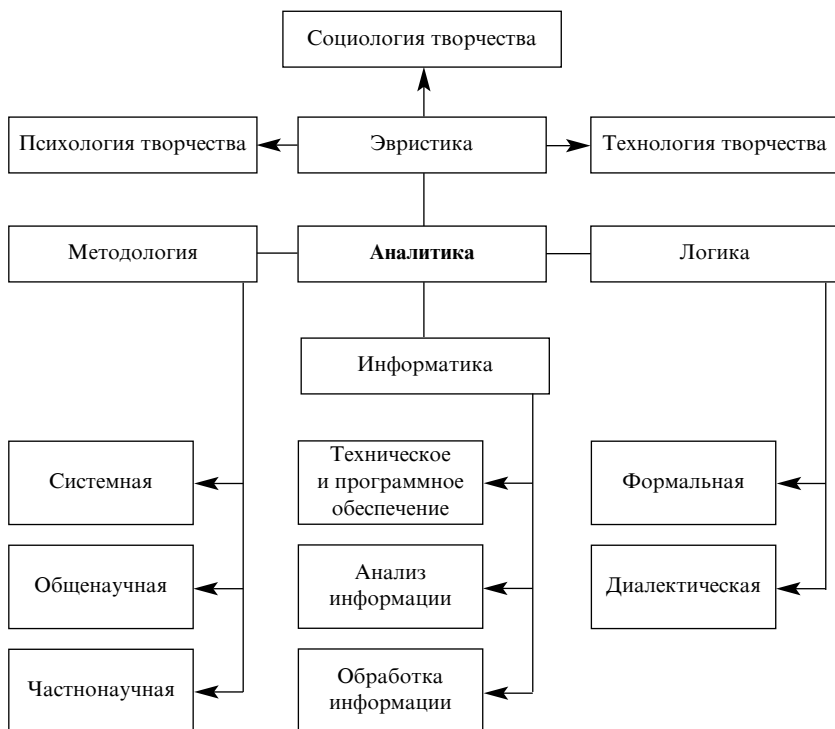 Социология творчества
Психология творчества
Эвристика
Технология творчества
Методология
Аналитика
Логика
Информатика
Системная
Техническое
и программное
обеспечение
Формальная
Общенаучная
Анализ
информации
Диалектическая
Частнонаучная
Обработка
информации